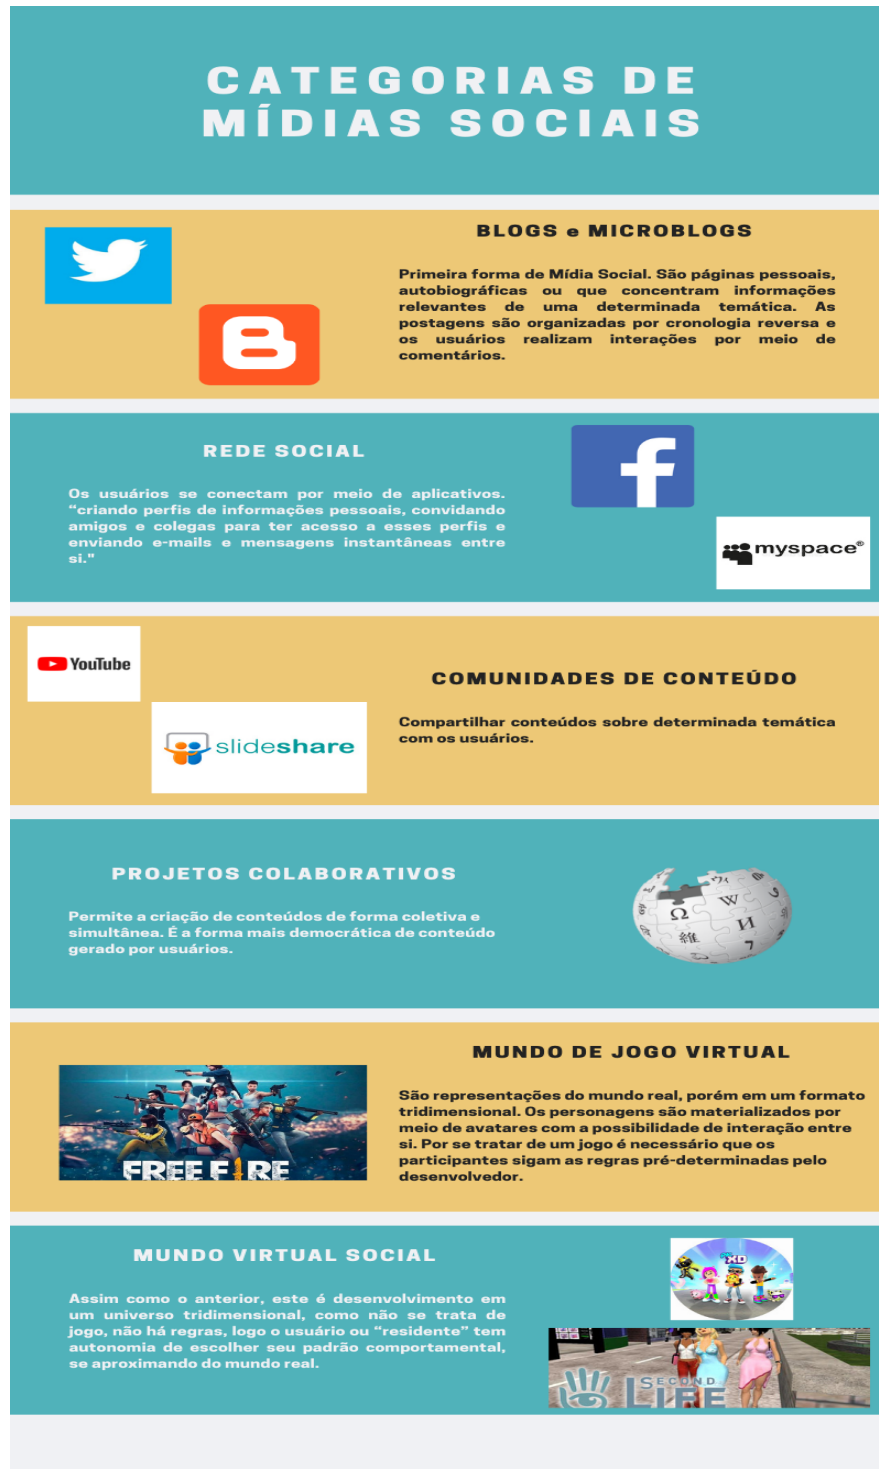 CATEGORIAS DE
MÍDIAS SOCIAIS
BLOGS e MICROBLOGS
Primeira forma de Mídia Social. São páginas pessoais,
autobiográficas ou que concentram informações
relevantes de uma determinada temática. As
postagens são organizadas por cronologia reversa e
os usuários realizam interações por meio de
comentários.
REDE SOCIAL
Os usuários se conectam por meio de aplicativos.
“criando perfis de informações pessoais, convidando
amigos e colegas para ter acesso a esses perfis e
enviando e-mails e mensagens instantâneas entre
si."
myspace®
YouTube
slideshare
COMUNIDADES DE CONTEÚDO
Compartilhar conteúdos sobre determinada temática
com os usuários.
PROJETOS COLABORATIVOS
Permite a criação de conteúdos de forma coletiva e
simultânea. É a forma mais democrática de conteúdo
gerado por usuários.
Ω W И
維 7
MUNDO DE JOGO VIRTUAL
São representações do mundo real, porém em um formato
tridimensional. Os personagens são materializados por
meio de avatares com a possibilidade de interação entre
si. Por se tratar de um jogo é necessário que os
participantes sigam as regras pré-determinadas pelo
desenvolvedor.
FREE FIRE
MUNDO VIRTUAL SOCIAL
Assim como o anterior, este é desenvolvimento em
um universo tridimensional, como não se trata de
jogo, não há regras, logo o usuário ou “residente” tem
autonomia de escolher seu padrão comportamental,
se aproximando do mundo real.
XD
SECOND
LIFE